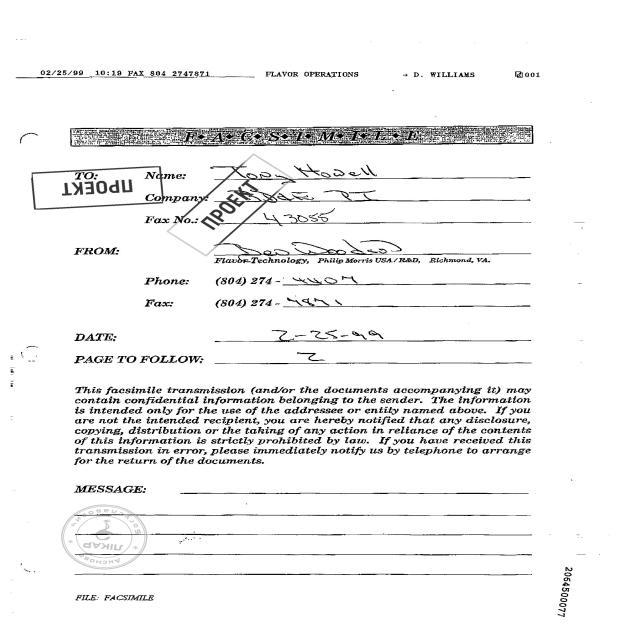 02/25/99 10:19 FAX 804 2747871 FLAVOR OPERATIONS → D. WILLIAMS 001
F•A•C•S•I•M•I•L•E
TO: Name: Tony Howell
ПРОЕКТ
Company: PI
ПРОЕКТ
Fax No.: 43055
FROM:
Flavor Technology, Philip Morris USA/R&D, Richmond, VA.
Phone: (804) 274 - 4407
Fax: (804) 274 - 7871
DATE: 2-25-99
PAGE TO FOLLOW: 2
This facsimile transmission (and/or the documents accompanying it) may
contain confidential information belonging to the sender. The information
is intended only for the use of the addressee or entity named above. If you
are not the intended recipient, you are hereby notified that any disclosure,
copying, distribution or the taking of any action in reliance of the contents
of this information is strictly prohibited by law. If you have received this
transmission in error, please immediately notify us by telephone to arrange
for the return of the documents.
MESSAGE:
ЛІКАР
FILE: FACSIMILE
2064500077